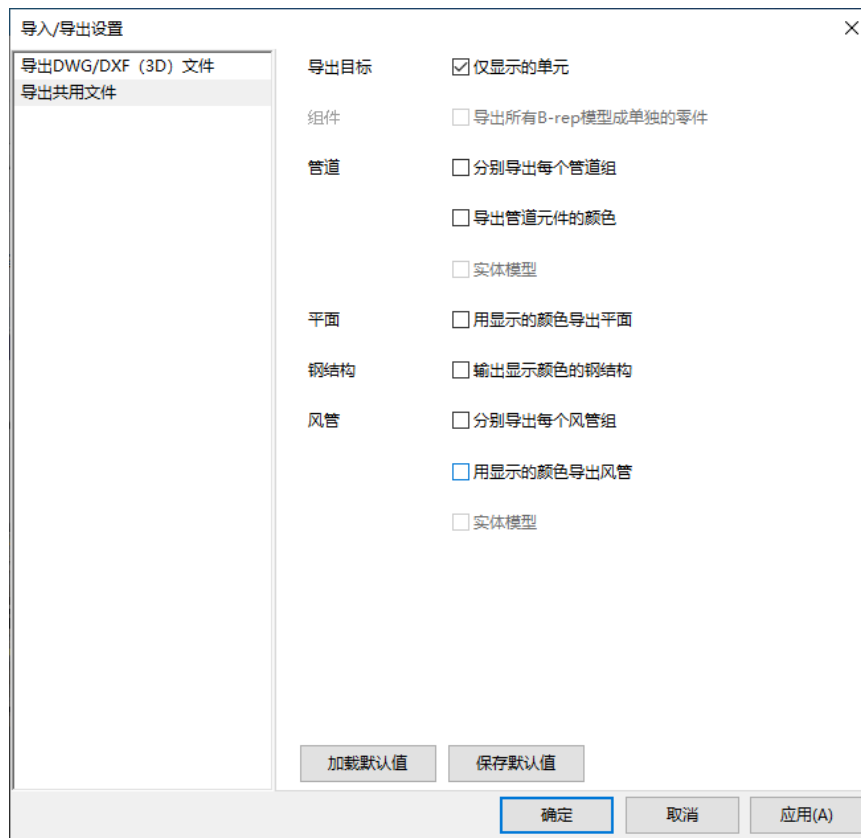 导入/导出设置
导出DWG/DXF（3D）文件
导出共用文件
导出目标 仅显示的单元
组件 导出所有B-rep模型成单独的零件
管道 分别导出每个管道组
导出管道元件的颜色
实体模型
平面 用显示的颜色导出平面
钢结构 输出显示颜色的钢结构
风管 分别导出每个风管组
用显示的颜色导出风管
实体模型
加载默认值 保存默认值
确定 取消 应用(A)